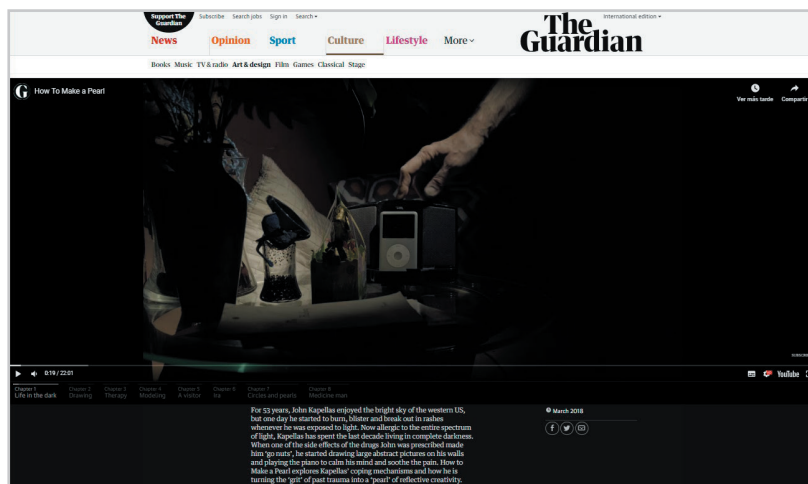 Support The
Guardian
Subscribe Search jobs Sign in Search
International edition
The
Guardian
News Opinion Sport Culture Lifestyle More
Books Music TV & radio Art & design Film Games Classical Stage
G How To Make a Pearl
Ver más tarde Compartir
0:19 / 22:01
YouTube
Chapter 1 Chapter 2 Chapter 3 Chapter 4 Chapter 5 Chapter 6 Chapter 7 Chapter 8
Life in the dark Drawing Therapy Modeling A visitor Ira Circles and pearls Medicine man
For 53 years, John Kapellas enjoyed the bright sky of the western US,
but one day he started to burn, blister and break out in rashes
whenever he was exposed to light. Now allergic to the entire spectrum
of light, Kapellas has spent the last decade living in complete darkness.
When one of the side effects of the drugs John was prescribed made
him 'go nuts', he started drawing large abstract pictures on his walls
and playing the piano to calm his mind and soothe the pain. How to
Make a Pearl explores Kapellas' coping mechanisms and how he is
turning the 'grit' of past trauma into a 'pearl' of reflective creativity.
March 2018